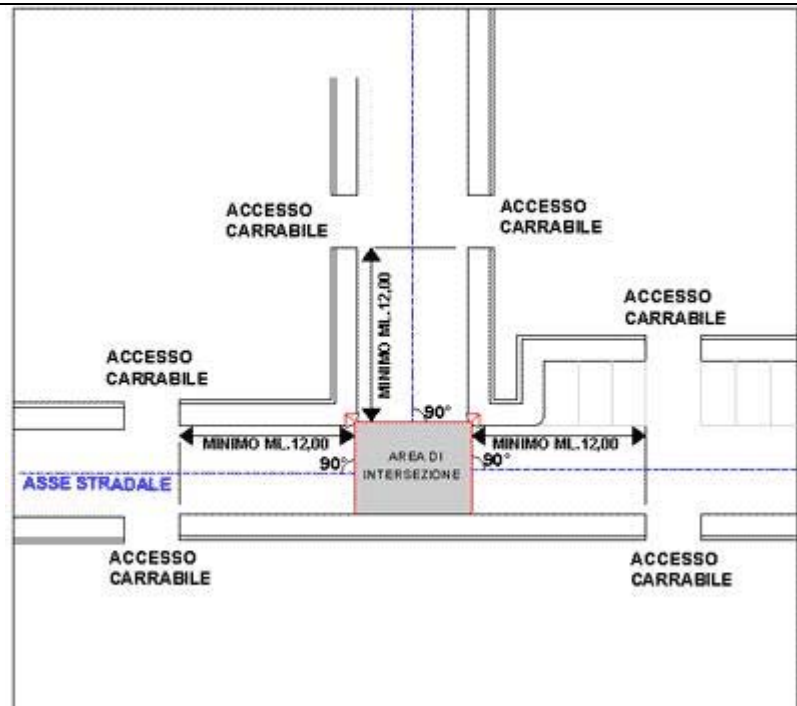 ACCESSO
CARRABILE
ACCESSO
CARRABILE
MINIMO ML.12,00
ACCESSO
CARRABILE
ACCESSO
CARRABILE
90°
MINIMO ML.12,00
MINIMO ML.12,00
90°
AREA DI
INTERSEZIONE
90°
ASSE STRADALE
ACCESSO
CARRABILE
ACCESSO
CARRABILE